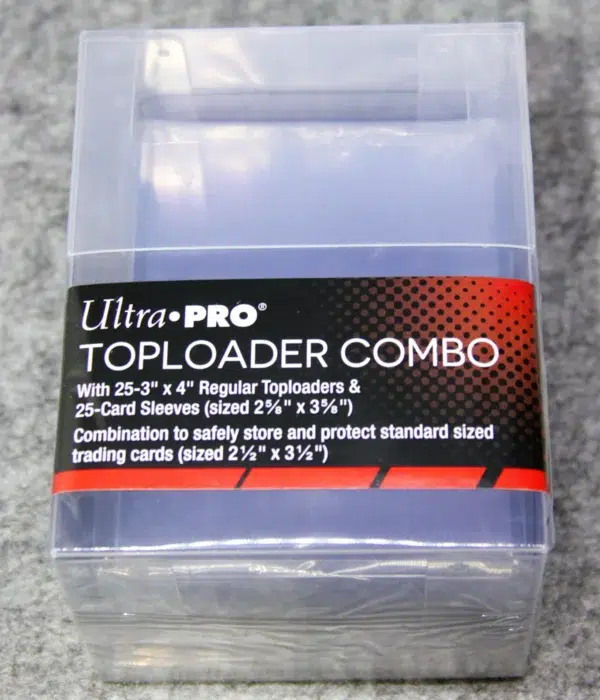 Ultra•PRO®
TOPLOADER COMBO
With 25-3" x 4" Regular Toploaders &
25-Card Sleeves (sized 2⅝" x 3⅝")
Combination to safely store and protect standard sized
trading cards (sized 2½" x 3½")